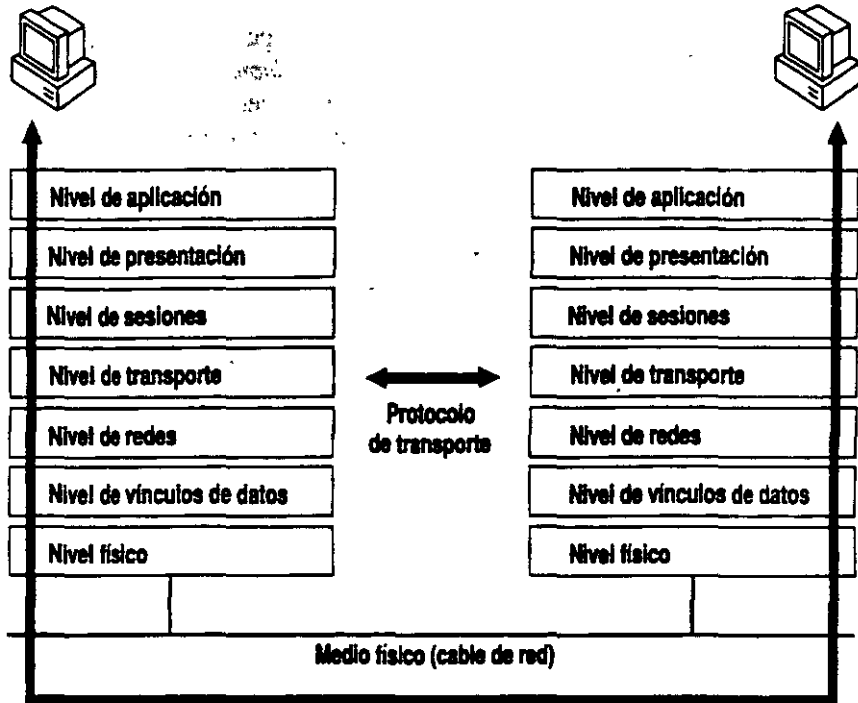 Nivel de aplicación
Nivel de presentación
Nivel de sesiones
Nivel de transporte
Nivel de redes
Nivel de vínculos de datos
Nivel físico
Protocolo
de transporte
Nivel de aplicación
Nivel de presentación
Nivel de sesiones
Nivel de transporte
Nivel de redes
Nivel de vínculos de datos
Nivel físico
Medio físico (cable de red)